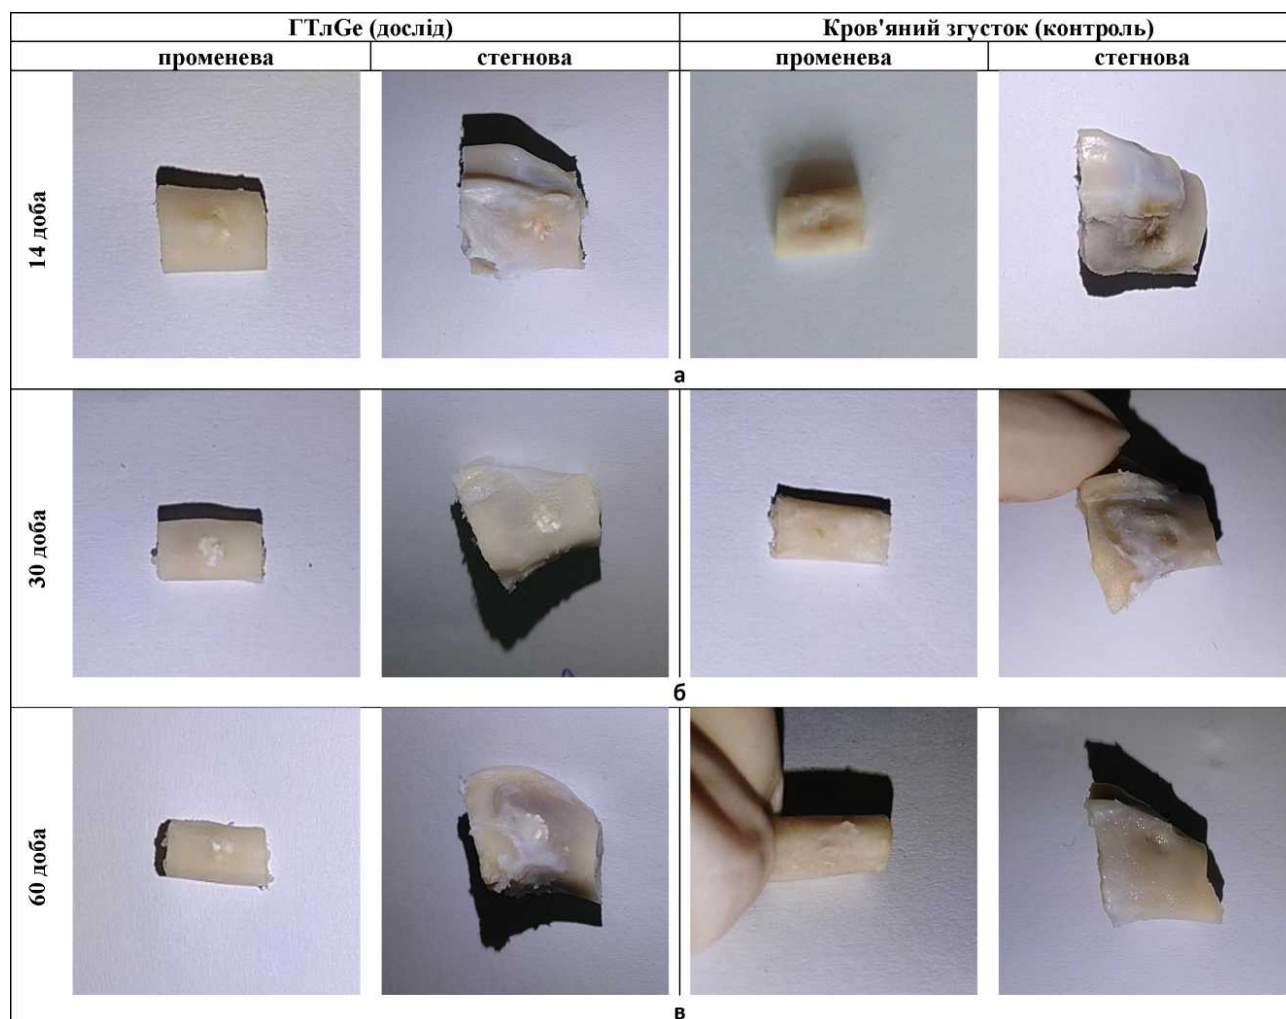 ГТлGe (дослід) Кров'яний згусток (контроль)
променева стегнова променева стегнова
14 доба
а
30 доба
б
60 доба
в